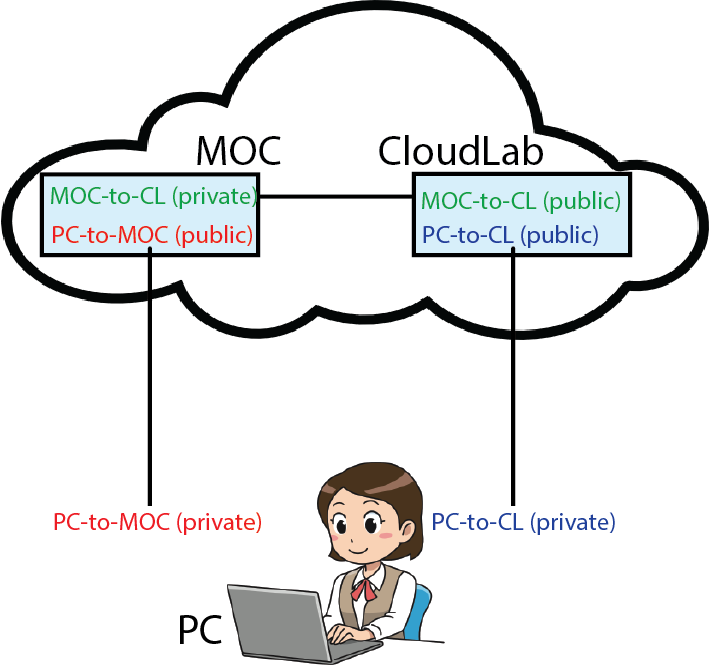 MOC
CloudLab
MOC-to-CL (private)
PC-to-MOC (public)
MOC-to-CL (public)
PC-to-CL (public)
PC-to-MOC (private)
PC-to-CL (private)
PC